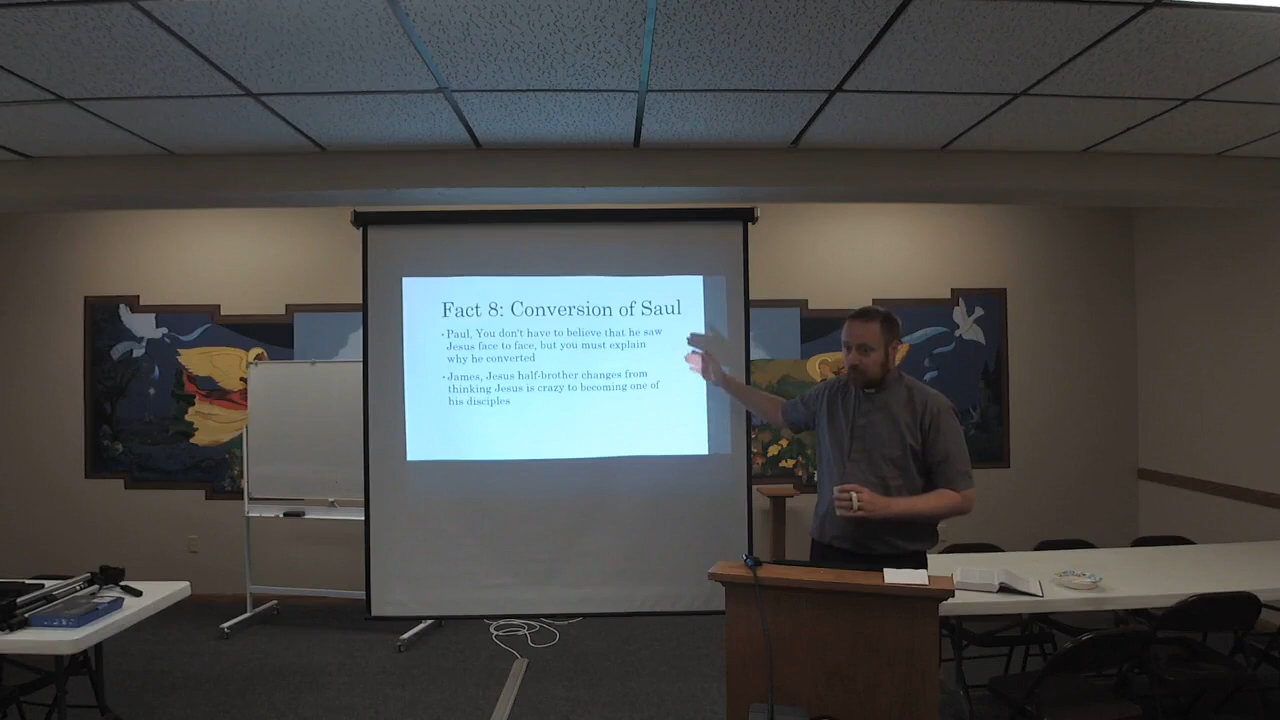 Fact 8: Conversion of Saul
• Paul, You don't have to believe that he saw
Jesus face to face, but you must explain
why he converted
• James, Jesus half-brother changes from
thinking Jesus is crazy to becoming one of
his disciples